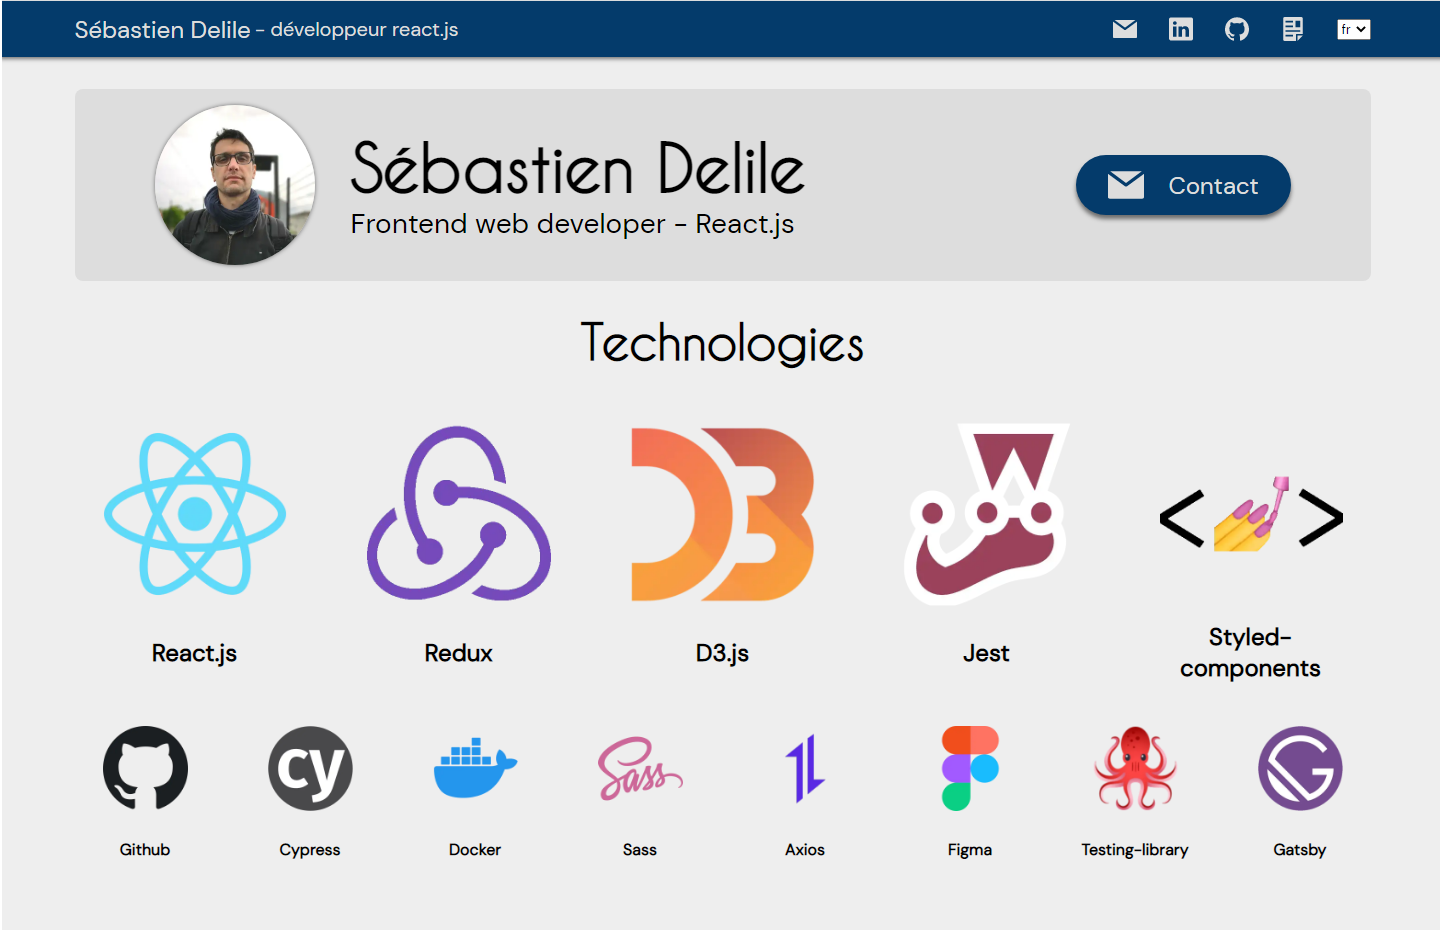 Sébastien Delile - développeur react.js
fr
Sébastien Delile
Frontend web developer - React.js
Contact
Technologies
D3
< >
React.js
Redux
D3.js
Jest
Styled-
components
cy
Sass
Github
Cypress
Docker
Sass
Axios
Figma
Testing-library
Gatsby